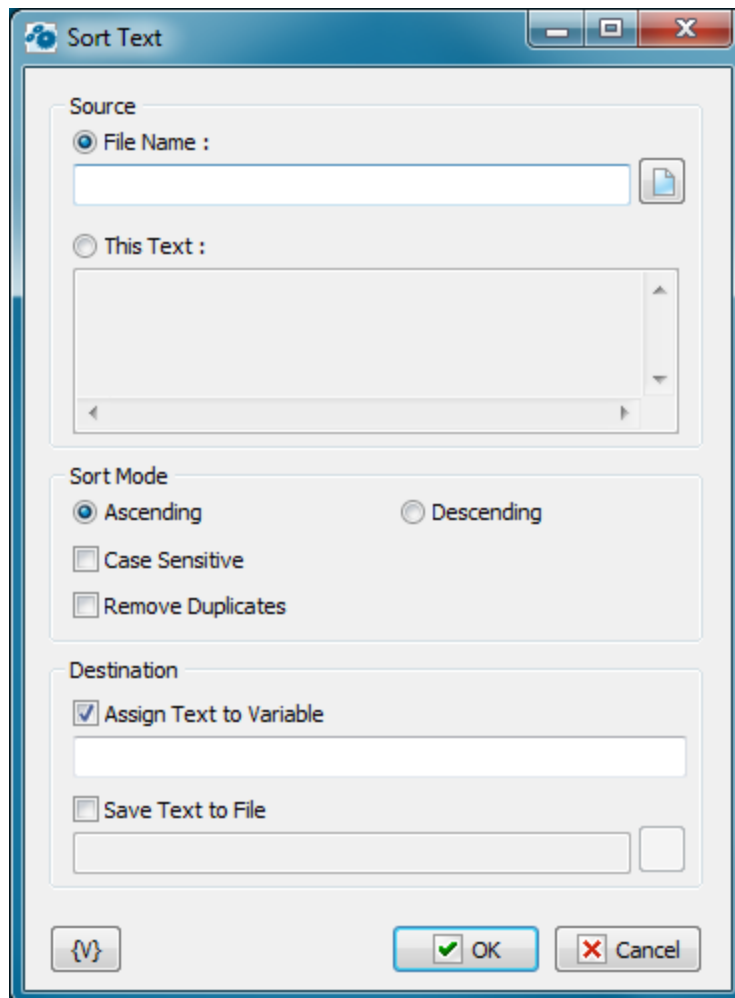 Sort Text
Source
File Name :
This Text :
Sort Mode
Ascending Descending
Case Sensitive
Remove Duplicates
Destination
Assign Text to Variable
Save Text to File
{V} OK Cancel